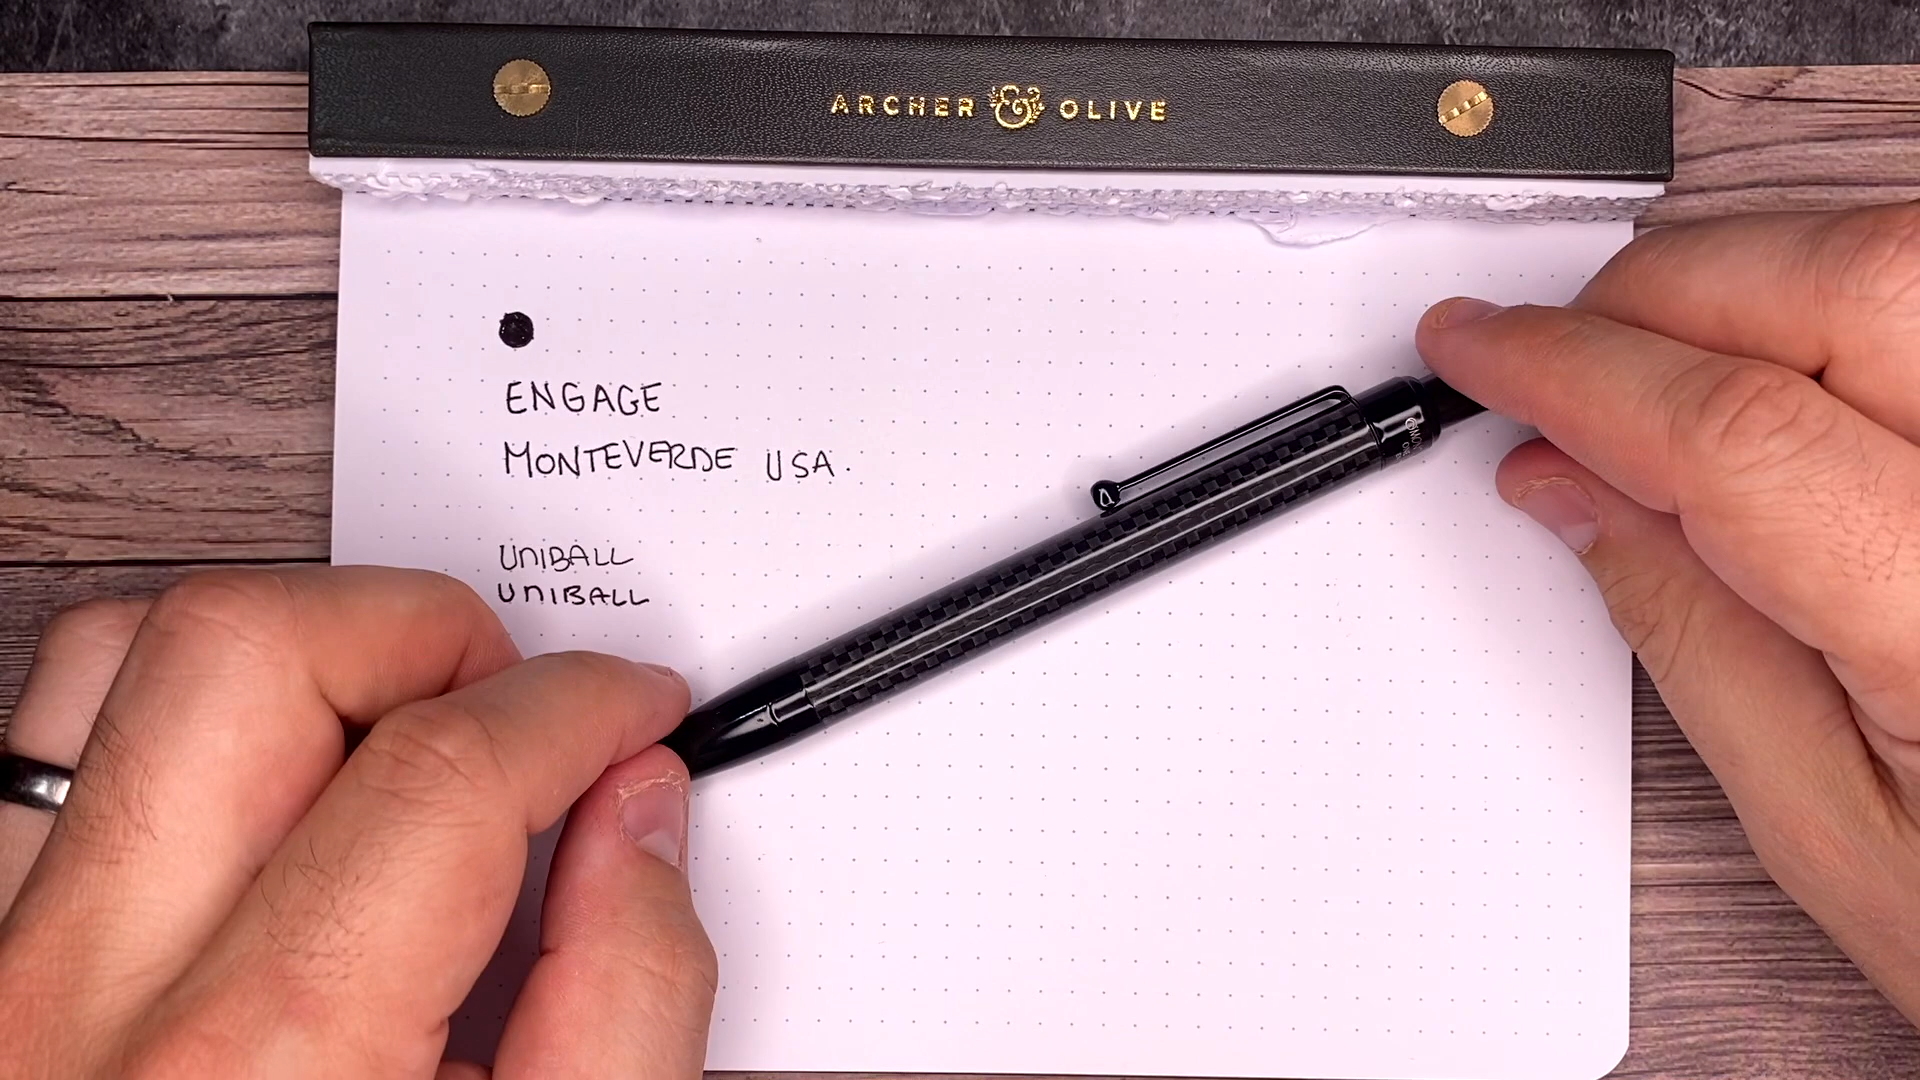 ARCHER & OLIVE
ENGAGE
MONTEVERDE USA.
UNIBALL
UNIBALL